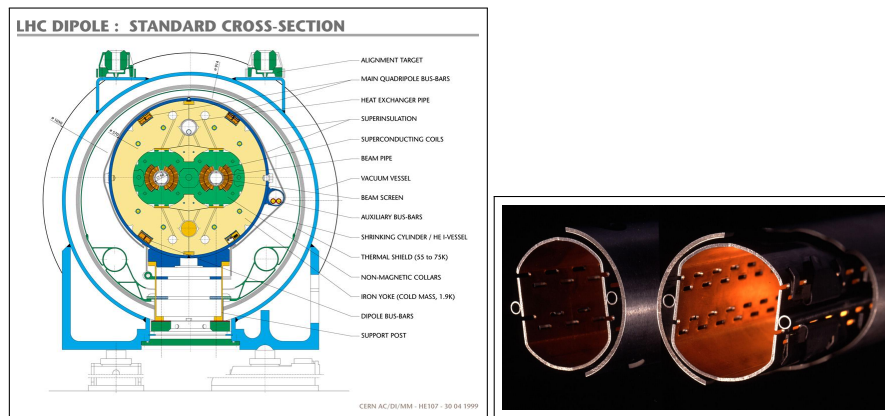 LHC DIPOLE : STANDARD CROSS-SECTION
ALIGNMENT TARGET
MAIN QUADRIPOLE BUS-BARS
HEAT EXCHANGER PIPE
SUPERINSULATION
SUPERCONDUCTING COILS
BEAM PIPE
VACUUM VESSEL
BEAM SCREEN
AUXILIARY BUS-BARS
SHRINKING CYLINDER / HE I-VESSEL
THERMAL SHIELD (55 to 75K)
NON-MAGNETIC COLLARS
IRON YOKE (COLD MASS, 1.9K)
DIPOLE BUS-BARS
SUPPORT POST
CERN AC/DI/MM - HE107 - 30 04 1999